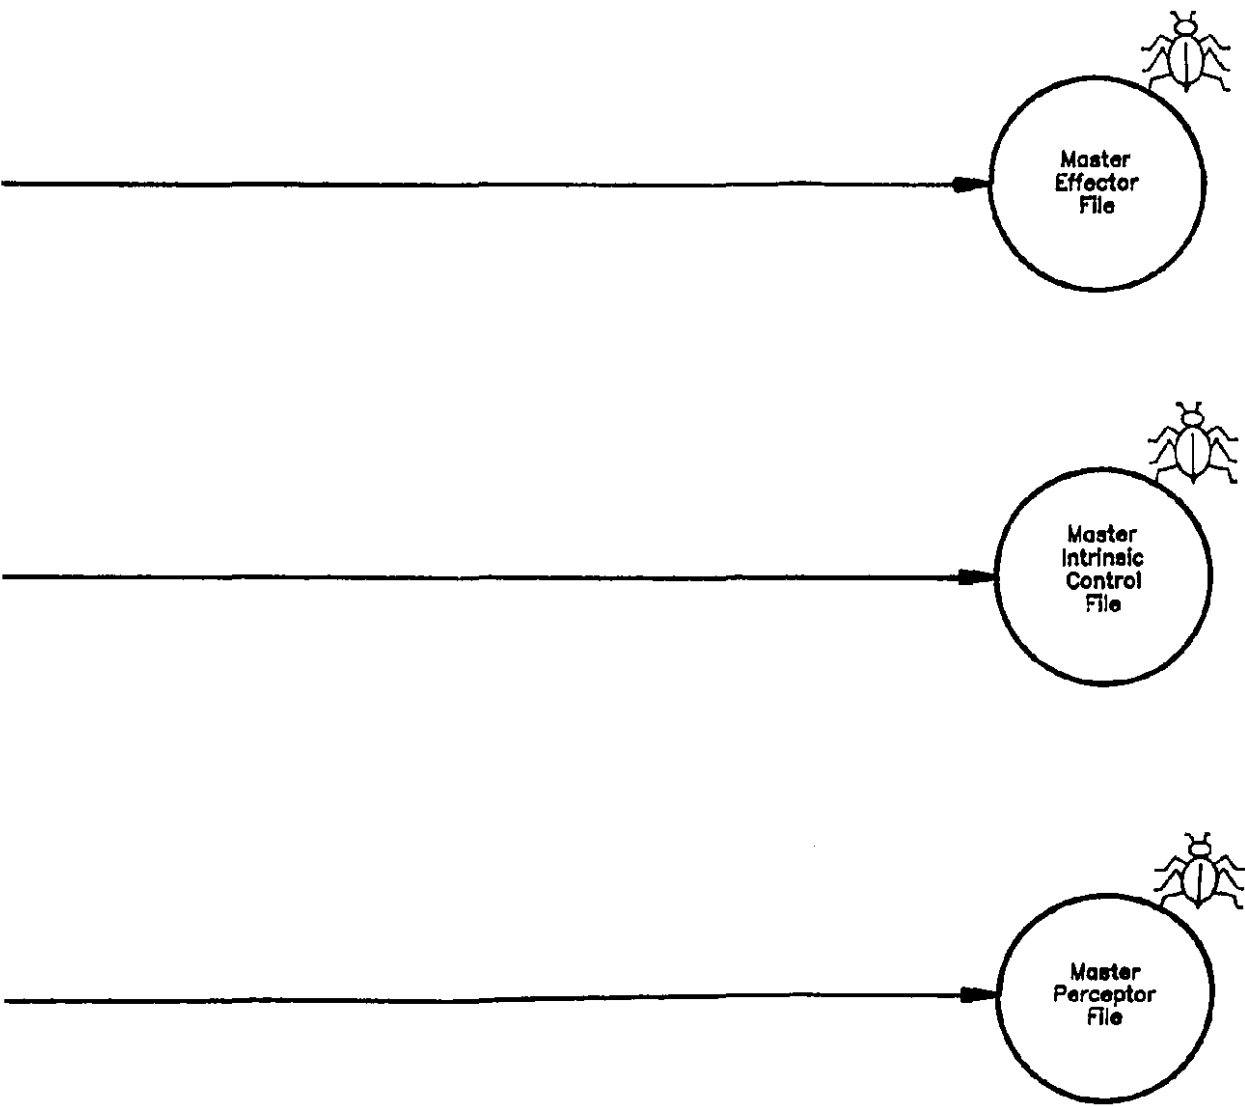 Master
Effector
File
Master
Intrinsic
Control
File
Master
Perceptor
File